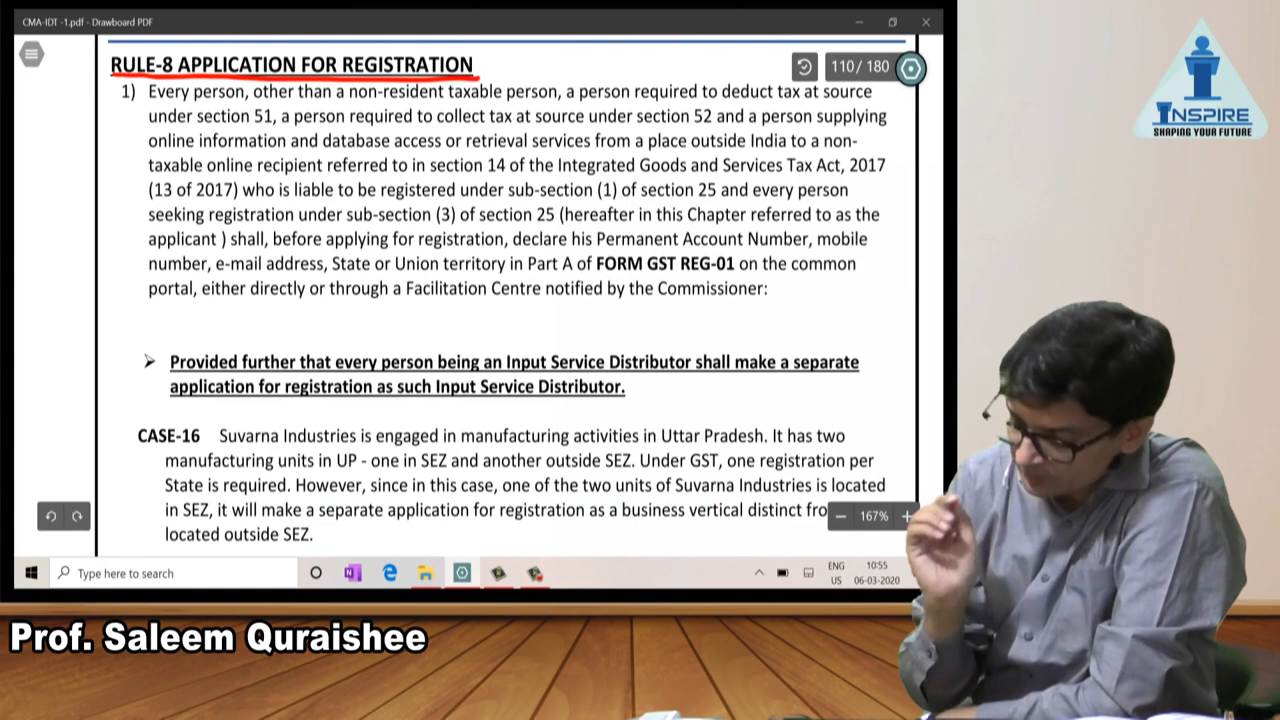 CMA-IDT -1.pdf - Drawboard PDF
RULE-8 APPLICATION FOR REGISTRATION
110 / 180
1) Every person, other than a non-resident taxable person, a person required to deduct tax at source
under section 51, a person required to collect tax at source under section 52 and a person supplying
online information and database access or retrieval services from a place outside India to a non-
taxable online recipient referred to in section 14 of the Integrated Goods and Services Tax Act, 2017
(13 of 2017) who is liable to be registered under sub-section (1) of section 25 and every person
seeking registration under sub-section (3) of section 25 (hereafter in this Chapter referred to as the
applicant ) shall, before applying for registration, declare his Permanent Account Number, mobile
number, e-mail address, State or Union territory in Part A of FORM GST REG-01 on the common
portal, either directly or through a Facilitation Centre notified by the Commissioner:
Provided further that every person being an Input Service Distributor shall make a separate
application for registration as such Input Service Distributor.
CASE-16 Suvarna Industries is engaged in manufacturing activities in Uttar Pradesh. It has two
manufacturing units in UP - one in SEZ and another outside SEZ. Under GST, one registration per
State is required. However, since in this case, one of the two units of Suvarna Industries is located
in SEZ, it will make a separate application for registration as a business vertical distinct fro
167%
located outside SEZ.
Type here to search
ENG
US
10:55
06-03-2020
INSPIRE
SHAPING YOUR FUTURE
Prof. Saleem Quraishee